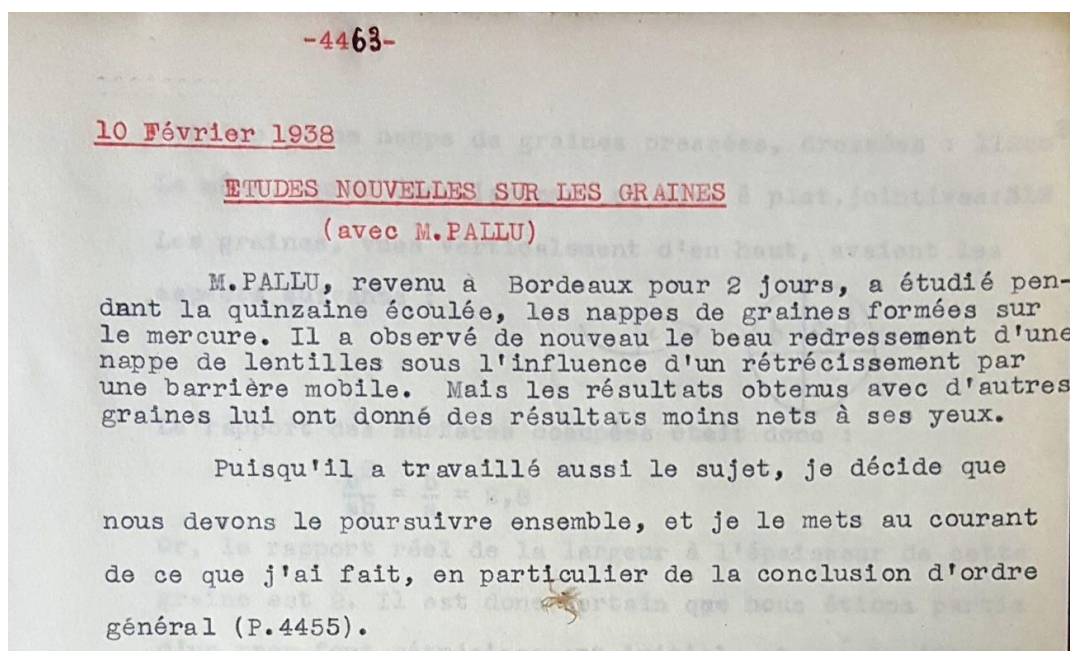 -4463-
10 Février 1938
ETUDES NOUVELLES SUR LES GRAINES
(avec M.PALLU)
M.PALLU, revenu à Bordeaux pour 2 jours, a étudié pen-
dant la quinzaine écoulée, les nappes de graines formées sur
le mercure. Il a observé de nouveau le beau redressement d'une
nappe de lentilles sous l'influence d'un rétrécissement par
une barrière mobile. Mais les résultats obtenus avec d'autres
graines lui ont donné des résultats moins nets à ses yeux.
Puisqu'il a travaillé aussi le sujet, je décide que
nous devons le poursuivre ensemble, et je le mets au courant
de ce que j'ai fait, en particulier de la conclusion d'ordre
général (P.4455).